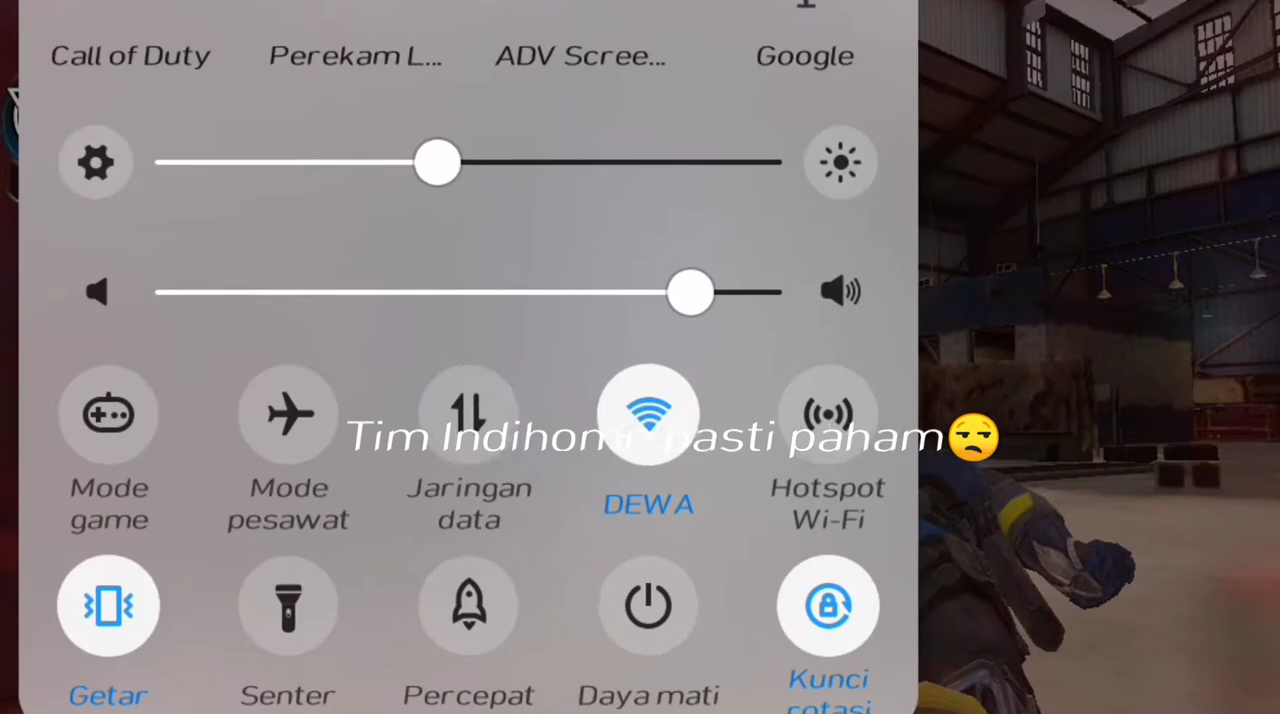 Call of Duty
Perekam L...
ADV Scree...
Google
Tim Indihome pasti paham😒
Mode
game
Mode
pesawat
Jaringan
data
DEWA
Hotspot
Wi-Fi
Getar
Senter
Percepat
Daya mati
Kunci
rotasi